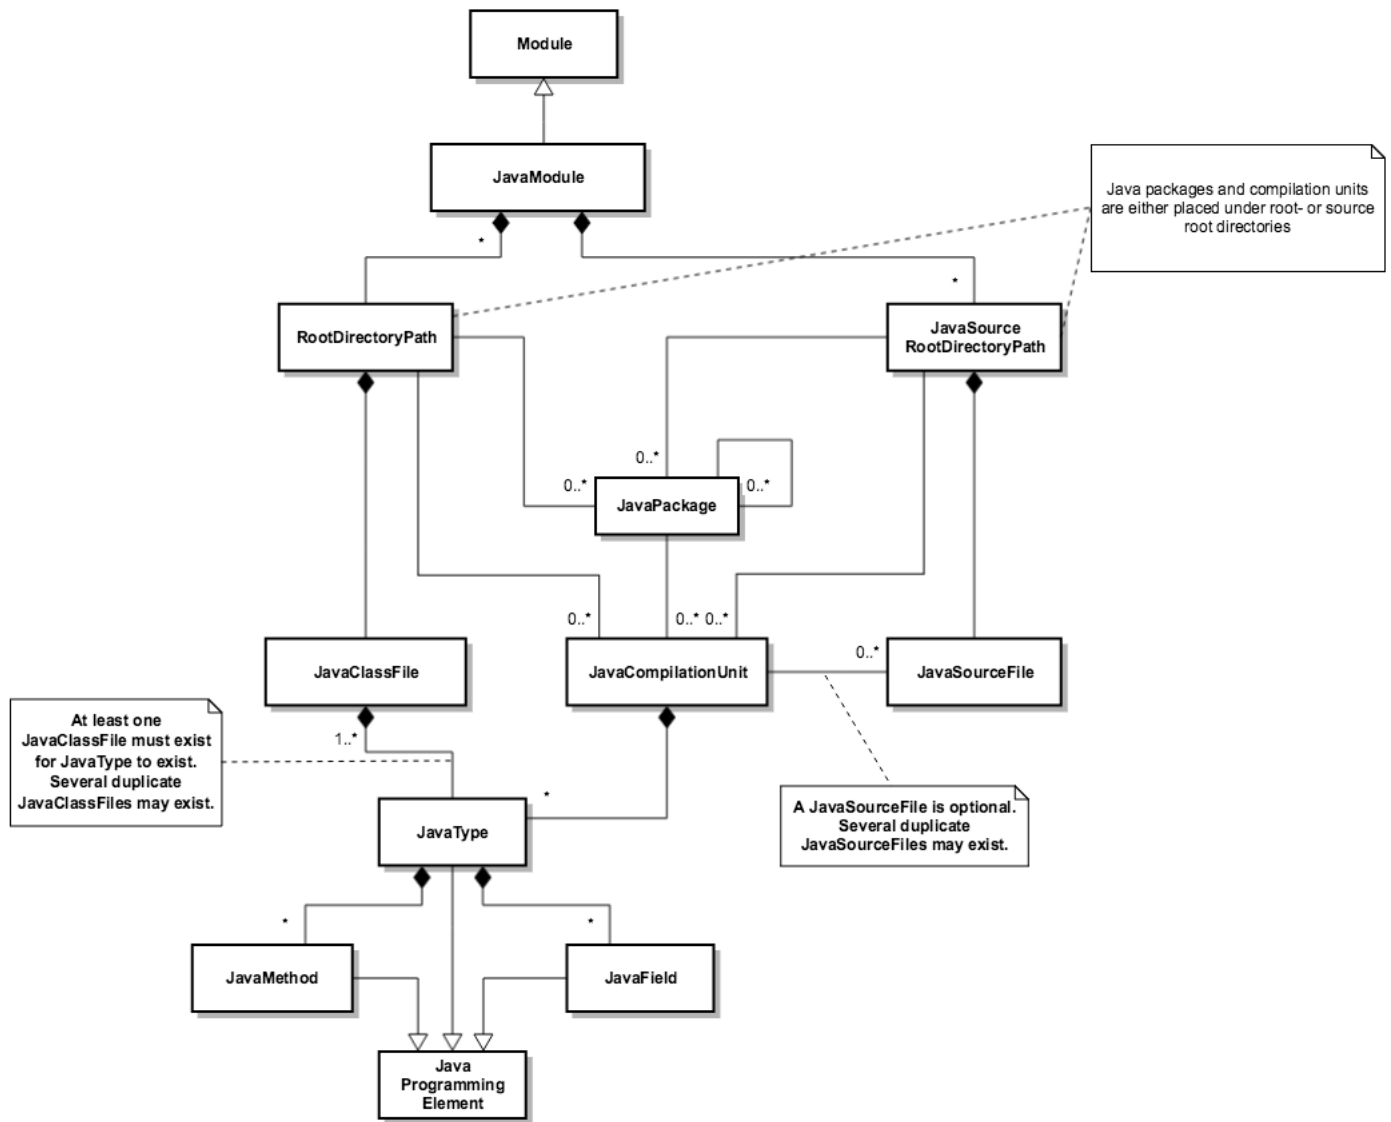 Module
JavaModule
Java packages and compilation units
are either placed under root- or source
root directories
*
*
RootDirectoryPath
JavaSource
RootDirectoryPath
0..*
0..*
0..*
JavaPackage
0..*
0..* 0..*
0..*
JavaClassFile
JavaCompilationUnit
JavaSourceFile
At least one
JavaClassFile must exist
for JavaType to exist.
Several duplicate
JavaClassFiles may exist.
1..*
*
A JavaSourceFile is optional.
Several duplicate
JavaSourceFiles may exist.
JavaType
*
*
JavaMethod
JavaField
Java
Programming
Element